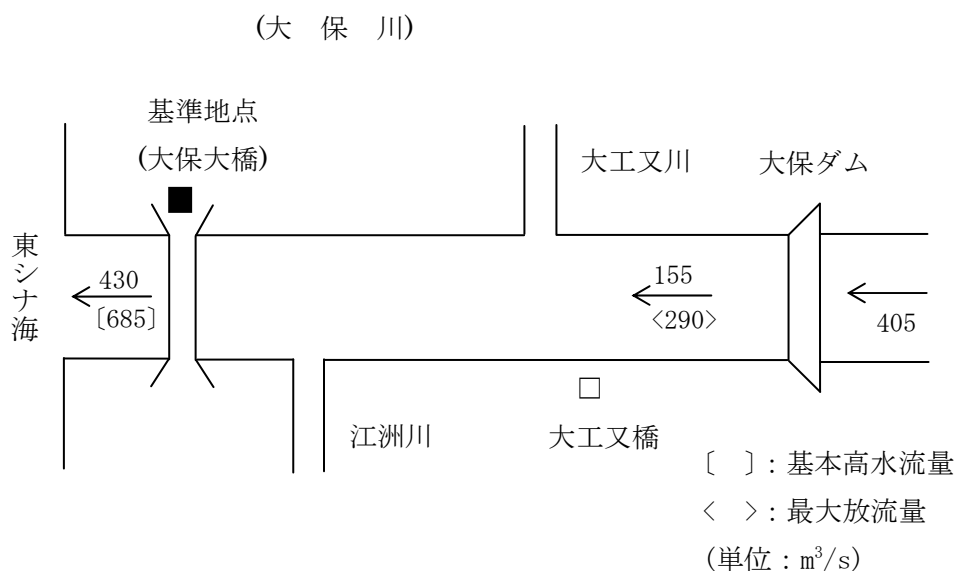 (大 保 川)
基準地点
(大保大橋)
大工又川
大保ダム
東シナ海
430
〔685〕
155
<290>
405
江洲川
大工又橋
〔 〕: 基本高水流量
< >: 最大放流量
(単位：m³/s)